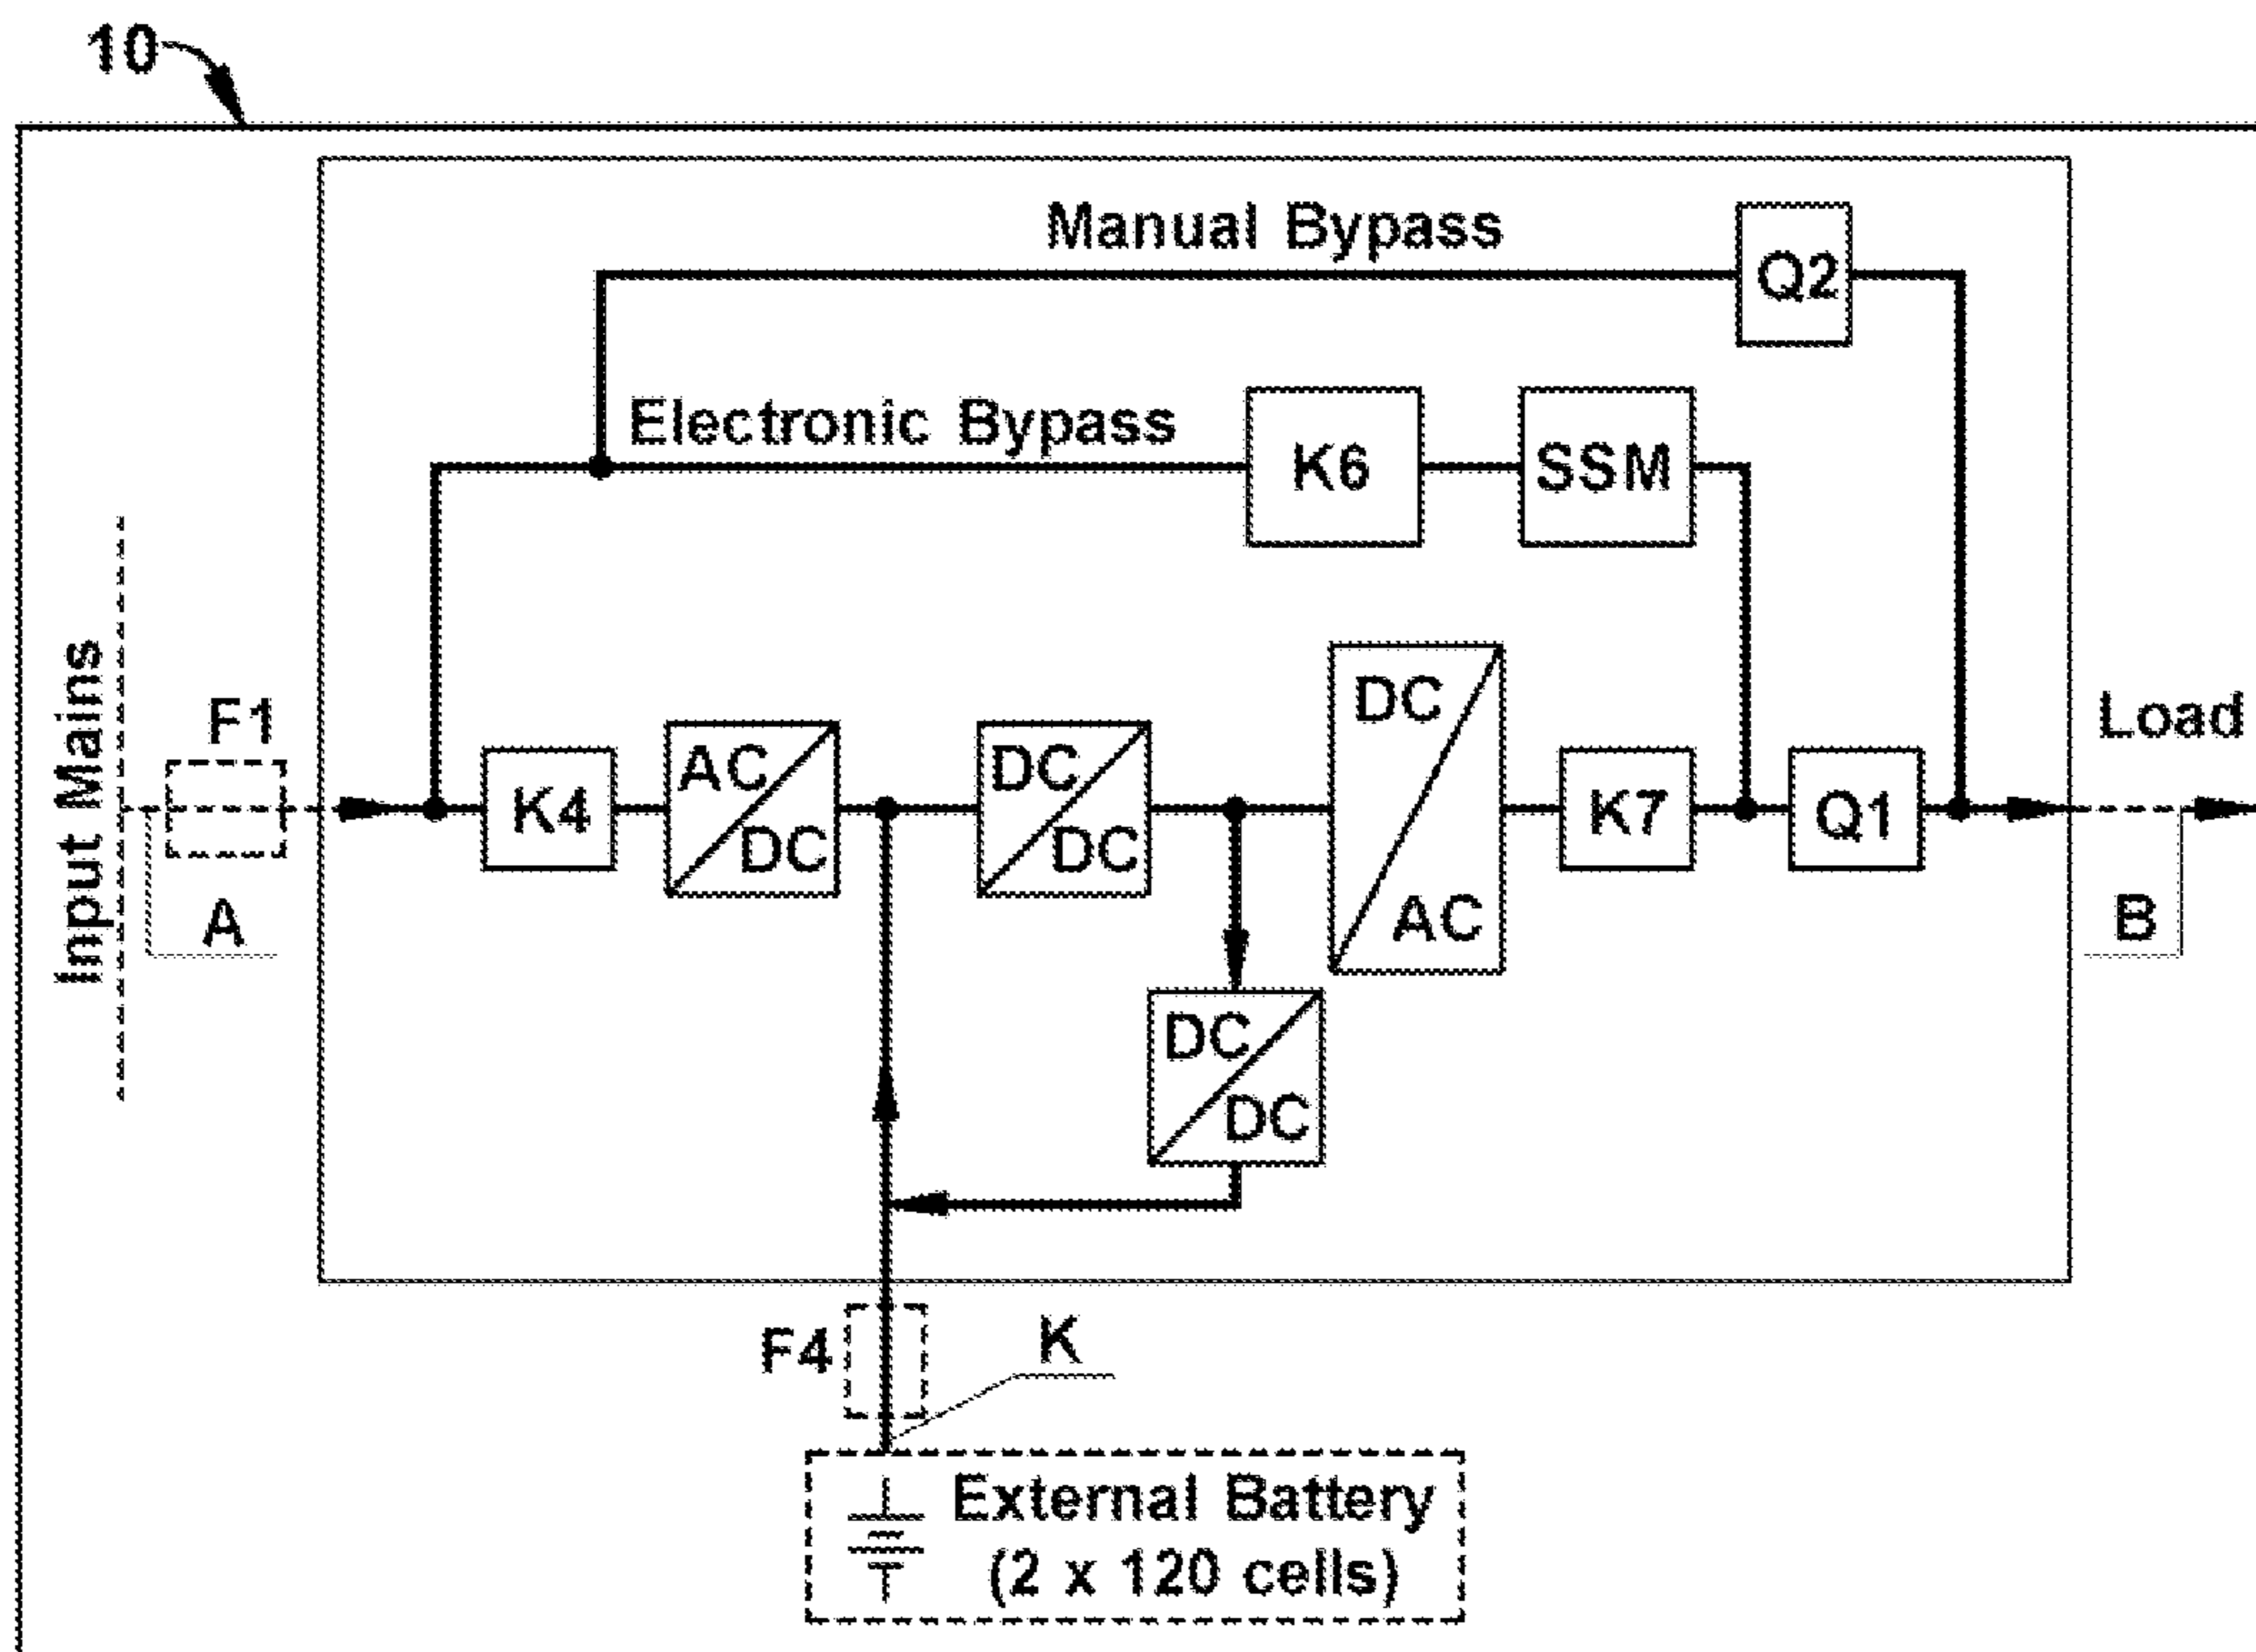 10
Manual Bypass
Q2
Electronic Bypass
K6
SSM
Input Mains
F1
A
K4
AC
DC
DC
DC
DC
AC
K7
Q1
Load
B
DC
DC
F4
K
External Battery
(2 x 120 cells)